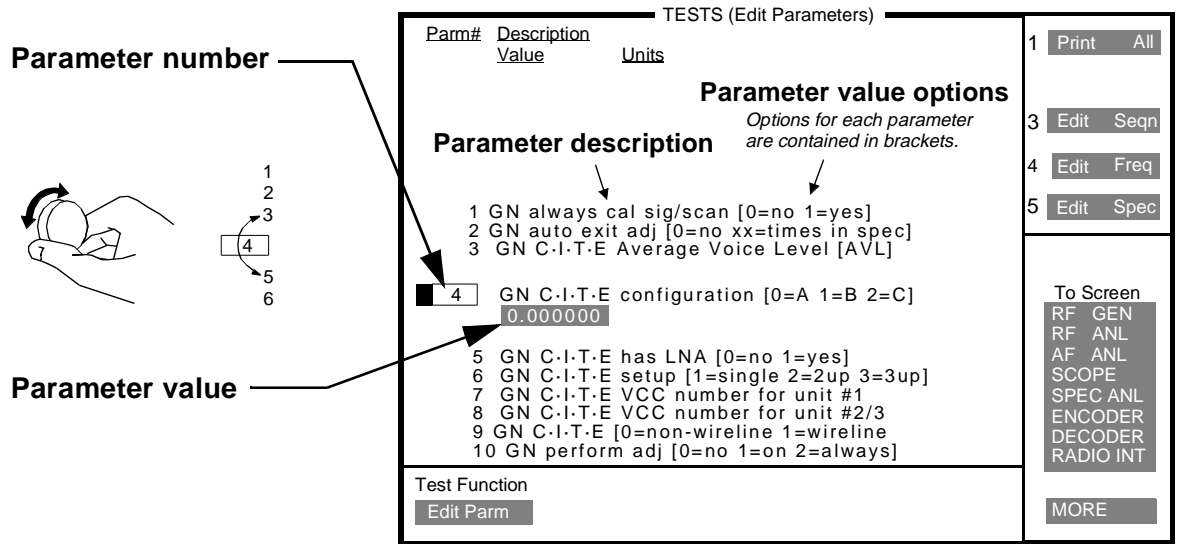 TESTS (Edit Parameters)
Parm# Description
Value Units
Parameter number
Parameter value options
Options for each parameter
are contained in brackets.
Parameter description
1
2
3
4
5
6
1 GN always cal sig/scan [0=no 1=yes]
2 GN auto exit adj [0=no xx=times in spec]
3 GN C·I·T·E Average Voice Level [AVL]
4 GN C·I·T·E configuration [0=A 1=B 2=C]
0.000000
5 GN C·I·T·E has LNA [0=no 1=yes]
6 GN C·I·T·E setup [1=single 2=2up 3=3up]
7 GN C·I·T·E VCC number for unit #1
8 GN C·I·T·E VCC number for unit #2/3
9 GN C·I·T·E [0=non-wireline 1=wireline
10 GN perform adj [0=no 1=on 2=always]
Parameter value
Test Function
Edit Parm
1 Print All
3 Edit Seqn
4 Edit Freq
5 Edit Spec
To Screen
RF GEN
RF ANL
AF ANL
SCOPE
SPEC ANL
ENCODER
DECODER
RADIO INT
MORE